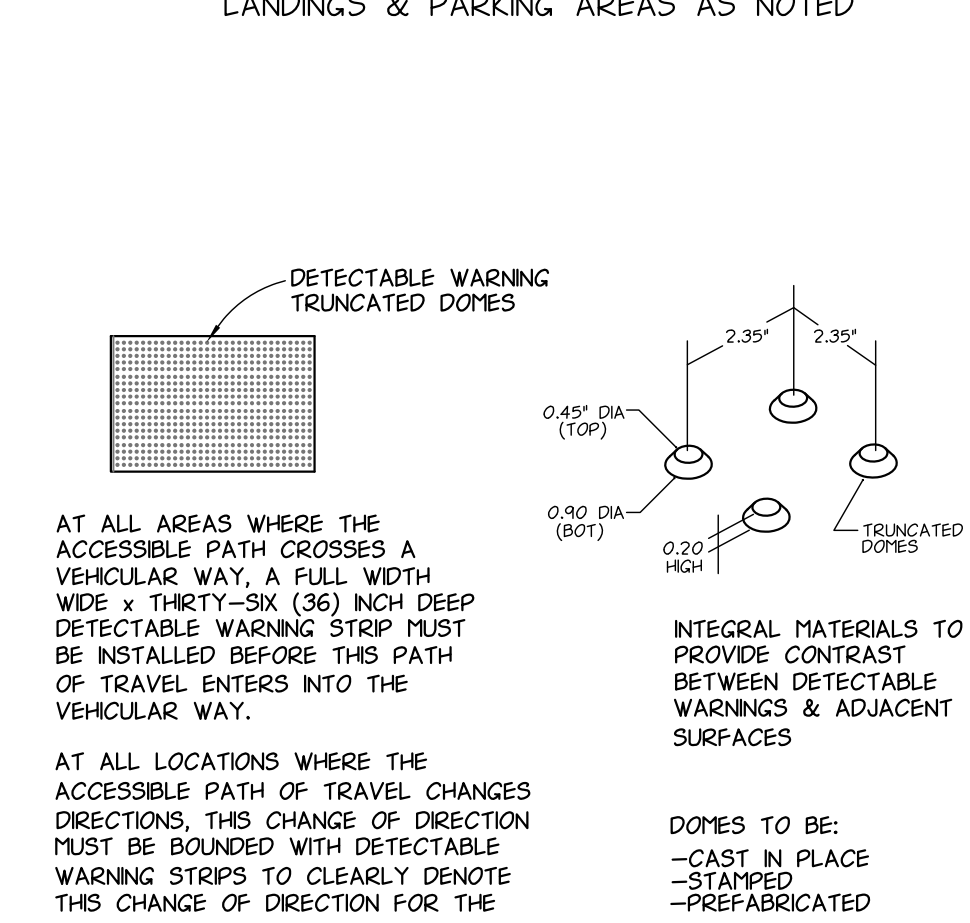 LANDINGS & PARKING AREAS AS NOTED
DETECTABLE WARNING
TRUNCATED DOMES
2.35" 2.35"
0.45" DIA
(TOP)
0.90 DIA
(BOT)
0.20
HIGH
TRUNCATED
DOMES
AT ALL AREAS WHERE THE
ACCESSIBLE PATH CROSSES A
VEHICULAR WAY, A FULL WIDTH
WIDE x THIRTY-SIX (36) INCH DEEP
DETECTABLE WARNING STRIP MUST
BE INSTALLED BEFORE THIS PATH
OF TRAVEL ENTERS INTO THE
VEHICULAR WAY.
AT ALL LOCATIONS WHERE THE
ACCESSIBLE PATH OF TRAVEL CHANGES
DIRECTIONS, THIS CHANGE OF DIRECTION
MUST BE BOUNDED WITH DETECTABLE
WARNING STRIPS TO CLEARLY DENOTE
THIS CHANGE OF DIRECTION FOR THE
INTEGRAL MATERIALS TO
PROVIDE CONTRAST
BETWEEN DETECTABLE
WARNINGS & ADJACENT
SURFACES
DOMES TO BE:
-CAST IN PLACE
-STAMPED
-PREFABRICATED